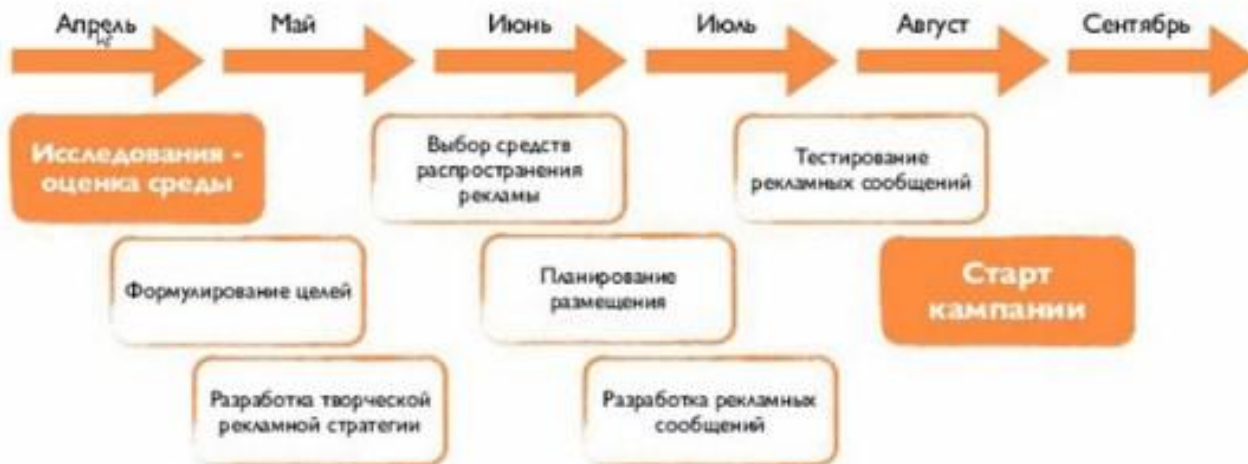 Апрель Май Июнь Июль Август Сентябрь
Исследования -
оценка среды
Формулирование целей
Разработка творческой
рекламной стратегии
Выбор средств
распространения
рекламы
Планирование
размещения
Разработка рекламных
сообщений
Тестирование
рекламных сообщений
Старт
кампании